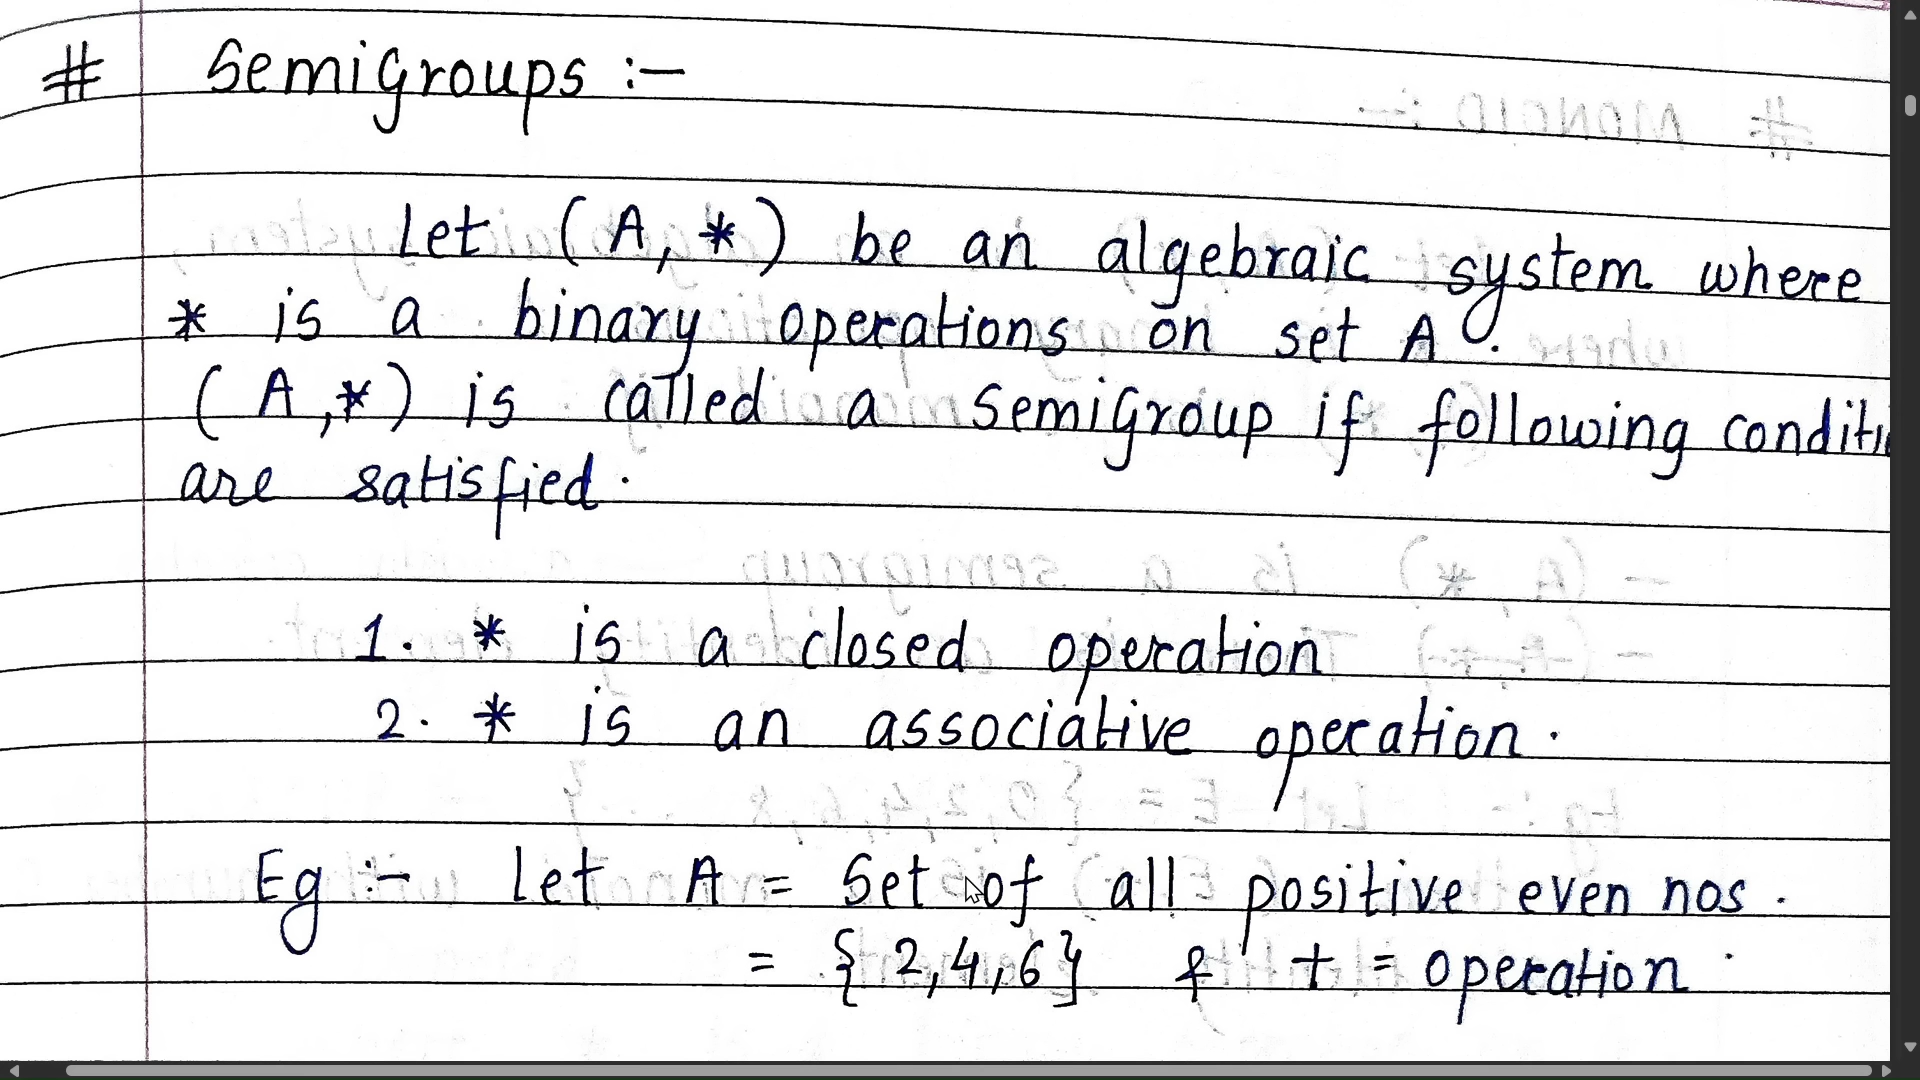 # Semigroups :-
Let (A, *) be an algebraic system where
* is a binary operations on set A.
(A, *) is called a semigroup if following conditi
are satisfied.
1. * is a closed operation
2. * is an associative operation.
Eg :- Let A = Set of all positive even nos.
= {2,4,6} & + = operation.